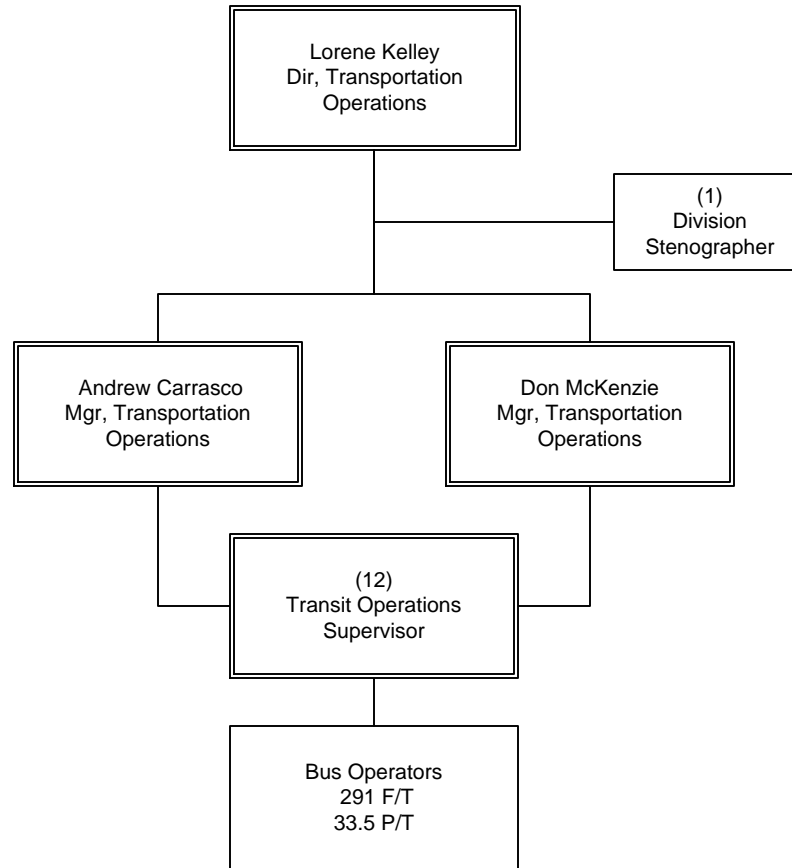 Lorene Kelley
Dir, Transportation
Operations
(1)
Division
Stenographer
Andrew Carrasco
Mgr, Transportation
Operations
Don McKenzie
Mgr, Transportation
Operations
(12)
Transit Operations
Supervisor
Bus Operators
291 F/T
33.5 P/T